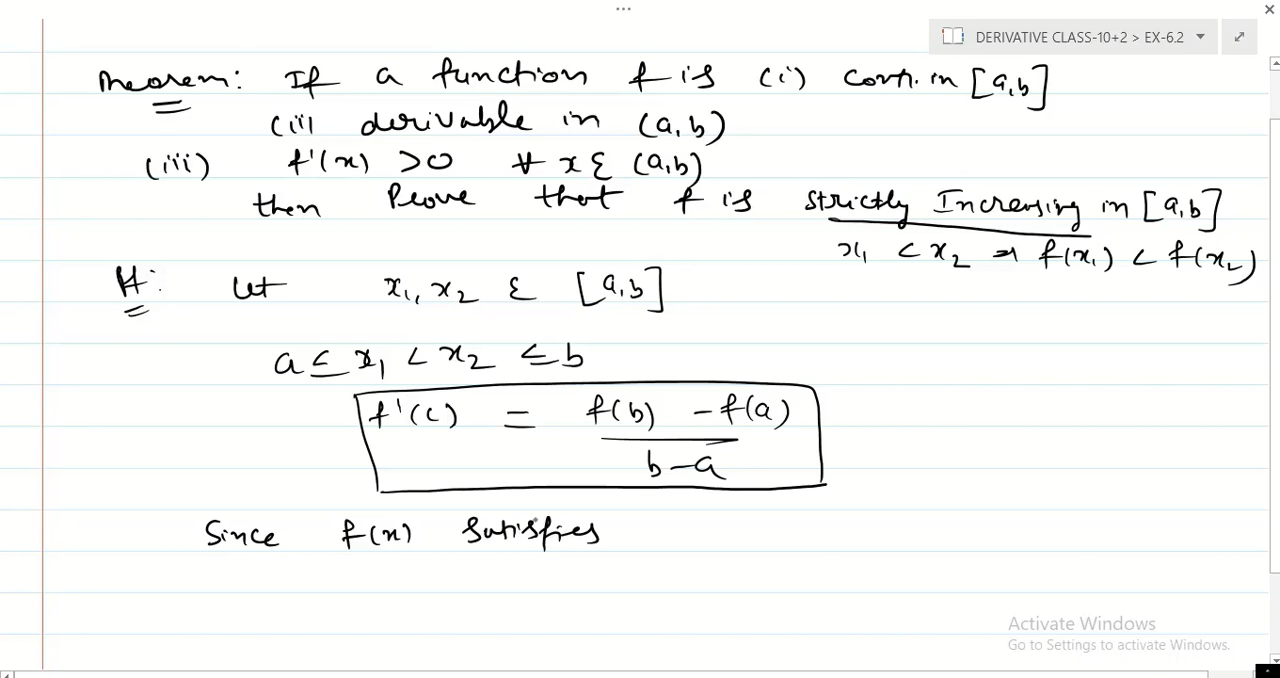 ...
DERIVATIVE CLASS-10+2 > EX-6.2
Theorem: If a function f is (i) conti. in [a,b]
(ii) derivable in (a,b)
(iii) f'(x) >0 ∀ x ∈ (a,b)
then Prove that f is strictly Increasing in [a,b]
x₁ < x₂ ⇒ f(x₁) < f(x₂)
Let x₁, x₂ ∈ [a,b]
a ≤ x₁ < x₂ ≤ b
f'(c) = f(b) - f(a)
b-a
Since f(x) satisfies
Activate Windows
Go to Settings to activate Windows.